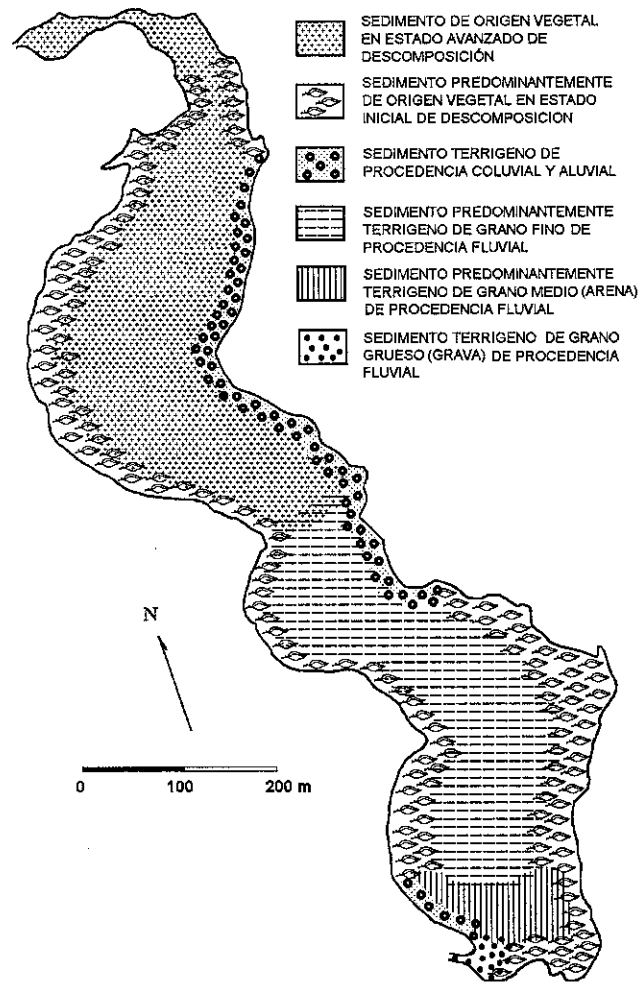 SEDIMENTO DE ORIGEN VEGETAL
EN ESTADO AVANZADO DE
DESCOMPOSICIÓN
SEDIMENTO PREDOMINANTEMENTE
DE ORIGEN VEGETAL EN ESTADO
INICIAL DE DESCOMPOSICION
SEDIMENTO TERRIGENO DE
PROCEDENCIA COLUVIAL Y ALUVIAL
SEDIMENTO PREDOMINANTEMENTE
TERRIGENO DE GRANO FINO DE
PROCEDENCIA FLUVIAL
SEDIMENTO PREDOMINANTEMENTE
TERRIGENO DE GRANO MEDIO (ARENA)
DE PROCEDENCIA FLUVIAL
SEDIMENTO TERRIGENO DE GRANO
GRUESO (GRAVA) DE PROCEDENCIA
FLUVIAL
N
0 100 200 m